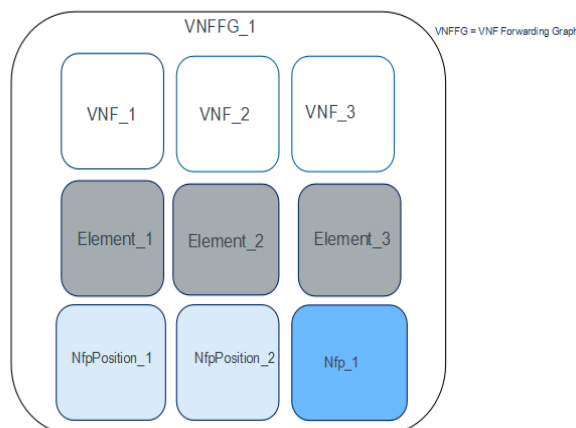 VNFFG_1
VNFFG = VNF Forwarding Graph
VNF_1
VNF_2
VNF_3
Element_1
Element_2
Element_3
NfpPosition_1
NfpPosition_2
Nfp_1